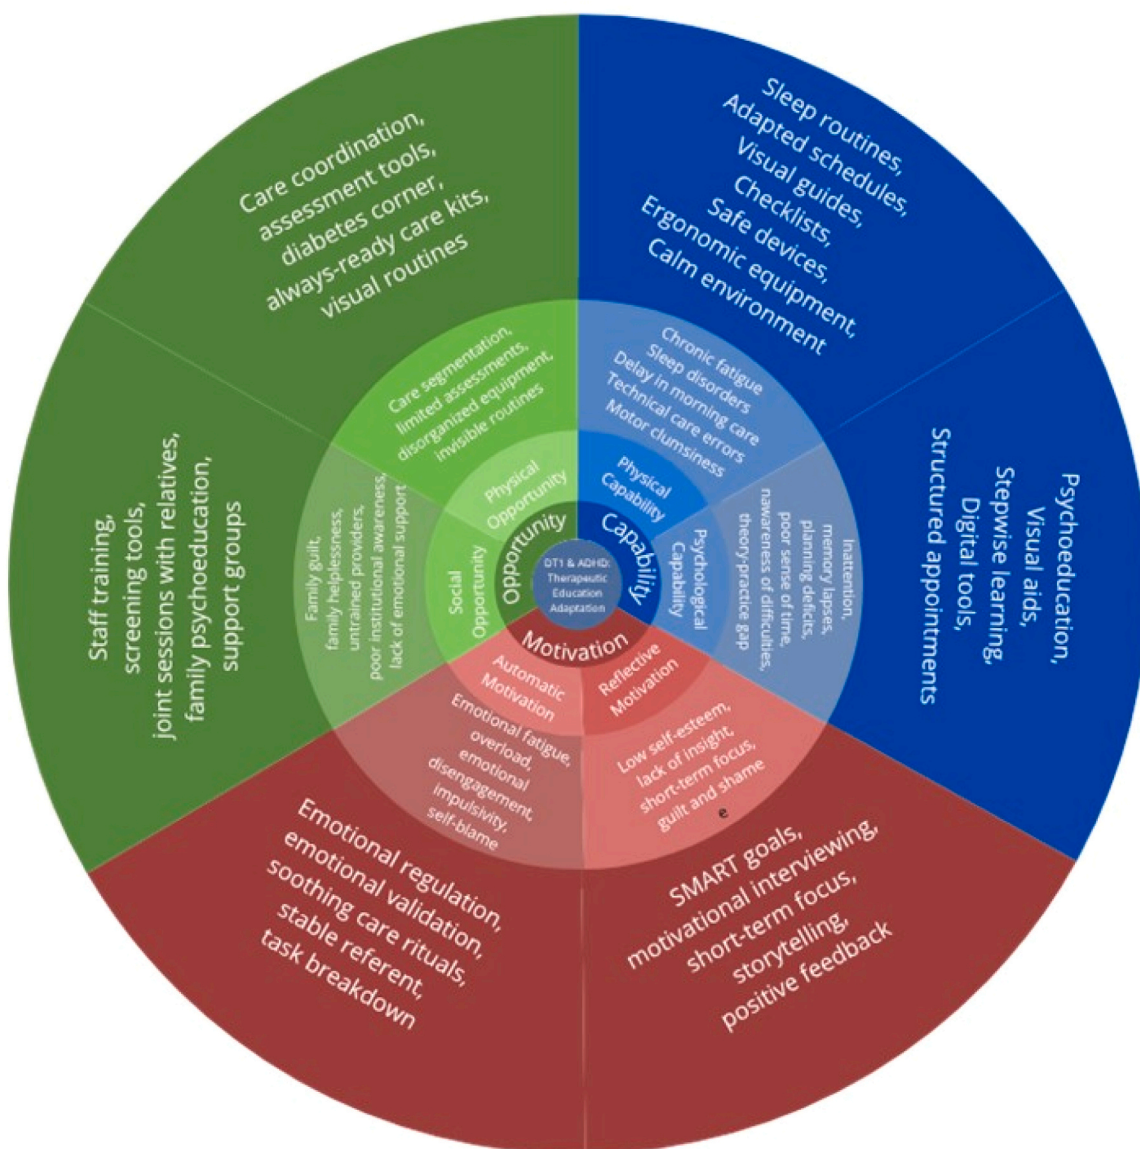 Care coordination,
assessment tools,
diabetes corner,
always-ready care kits,
visual routines
Sleep routines,
Adapted schedules,
Visual guides,
Checklists,
Safe devices,
Ergonomic equipment,
Calm environment
Care segmentation,
limited assessments,
disorganized equipment,
invisible routines
Chronic fatigue
Sleep disorders
Delay in morning care
Technical care errors
Motor clumsiness
Physical
Opportunity
Physical
Capability
Staff training,
screening tools,
joint sessions with relatives,
family psychoeducation,
support groups
Family guilt,
family helplessness,
untrained providers,
poor institutional awareness,
lack of emotional support
Social
Opportunity
Opportunity
DT1 & ADHD:
Therapeutic
Education
Adaptation
Capability
Psychological
Capability
Inattention,
memory lapses,
planning deficits,
poor sense of time,
nawareness of difficulties,
theory-practice gap
Psychoeducation,
Visual aids,
Stepwise learning,
Digital tools,
Structured appointments
Motivation
Automatic
Motivation
Reflective
Motivation
Emotional fatigue,
overload,
emotional
disengagement,
impulsivity,
self-blame
Low self-esteem,
lack of insight,
short-term focus,
guilt and shame
e
Emotional regulation,
emotional validation,
soothing care rituals,
stable referent,
task breakdown
SMART goals,
motivational interviewing,
short-term focus,
storytelling,
positive feedback